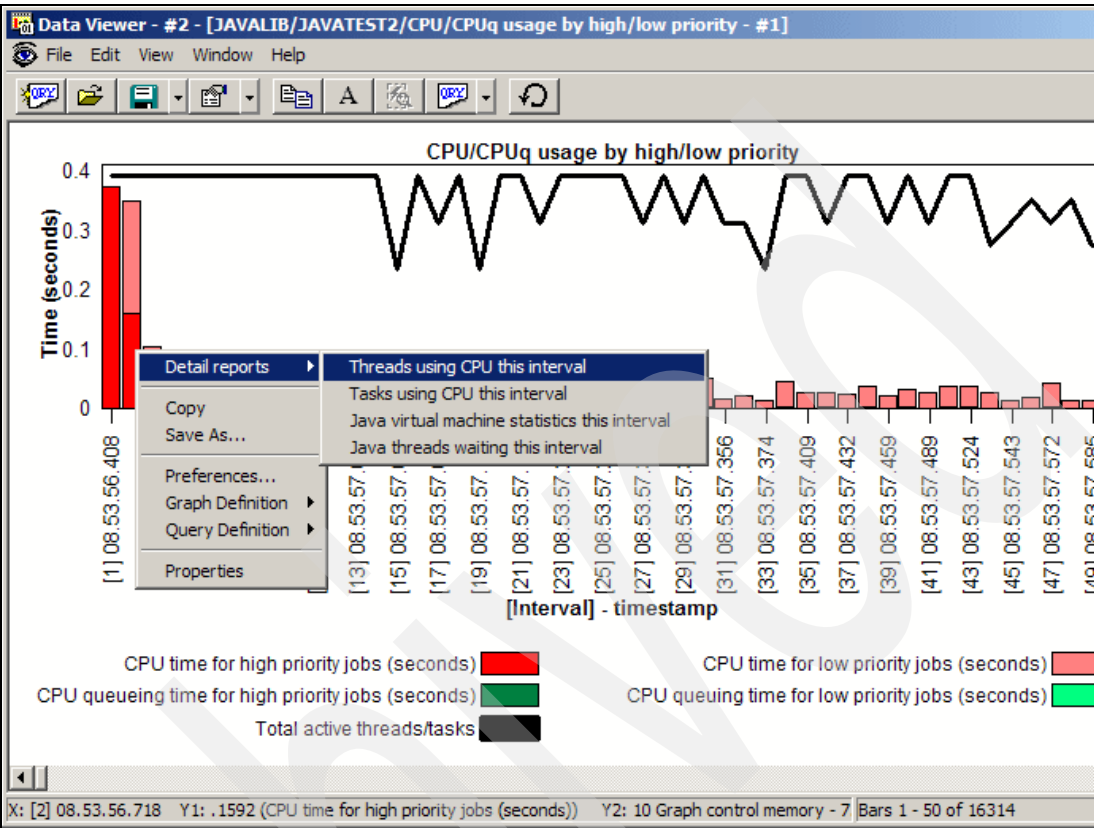 Data Viewer - #2 - [JAVALIB/JAVATEST2/CPU/CPUq usage by high/low priority - #1]
File Edit View Window Help
QRY A QRY
CPU/CPUq usage by high/low priority
Time (seconds)
0.4
0.3
0.2
0.1
0
Detail reports
Copy
Save As...
Preferences...
Graph Definition
Query Definition
Properties
Threads using CPU this interval
Tasks using CPU this interval
Java virtual machine statistics this interval
Java threads waiting this interval
[1] 08.53.56.408
[13] 08.53.57.
[15] 08.53.57.
[17] 08.53.57.
[19] 08.53.57.
[21] 08.53.57.
[23] 08.53.57.
[25] 08.53.57.
[27] 08.53.57.
[29] 08.53.57.
[31] 08.53.57.356
[33] 08.53.57.374
[35] 08.53.57.409
[37] 08.53.57.432
[39] 08.53.57.459
[41] 08.53.57.489
[43] 08.53.57.524
[45] 08.53.57.543
[47] 08.53.57.572
[49] 08.53.57.585
[Interval] - timestamp
CPU time for high priority jobs (seconds) CPU time for low priority jobs (seconds)
CPU queueing time for high priority jobs (seconds) CPU queuing time for low priority jobs (seconds)
Total active threads/tasks
X: [2] 08.53.56.718 Y1: .1592 (CPU time for high priority jobs (seconds)) Y2: 10 Graph control memory - 7 Bars 1 - 50 of 16314